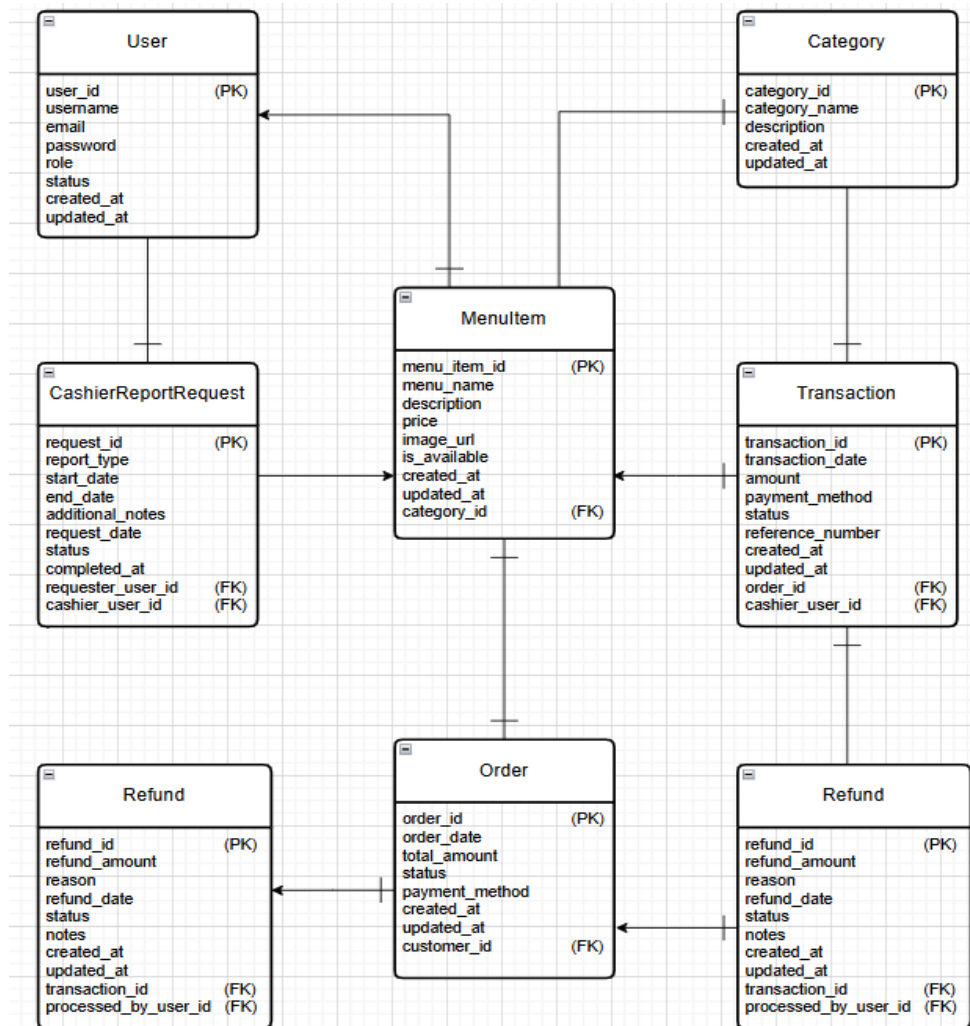 User
user_id (PK)
username
email
password
role
status
created_at
updated_at
Category
category_id (PK)
category_name
description
created_at
updated_at
MenuItem
menu_item_id (PK)
menu_name
description
price
image_url
is_available
created_at
updated_at
category_id (FK)
CashierReportRequest
request_id (PK)
report_type
start_date
end_date
additional_notes
request_date
status
completed_at
requester_user_id (FK)
cashier_user_id (FK)
Transaction
transaction_id (PK)
transaction_date
amount
payment_method
status
reference_number
created_at
updated_at
order_id (FK)
cashier_user_id (FK)
Refund
refund_id (PK)
refund_amount
reason
refund_date
status
notes
created_at
updated_at
transaction_id (FK)
processed_by_user_id (FK)
Order
order_id (PK)
order_date
total_amount
status
payment_method
created_at
updated_at
customer_id (FK)
Refund
refund_id (PK)
refund_amount
reason
refund_date
status
notes
created_at
updated_at
transaction_id (FK)
processed_by_user_id (FK)